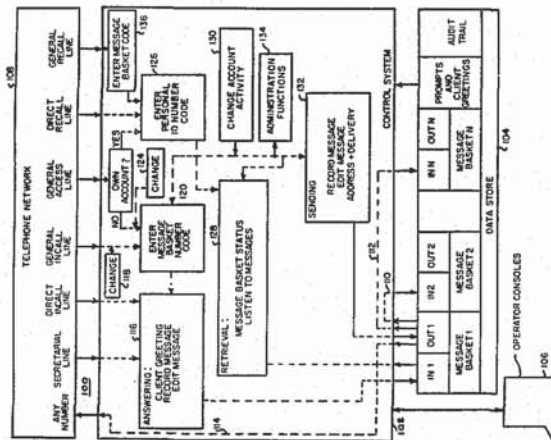 108
TELEPHONE NETWORK
ANY NUMBER
SECRETARIAL LINE
DIRECT INCALL LINE
GENERAL INCALL LINE
GENERAL ACCESS LINE
DIRECT RECALL LINE
GENERAL RECALL LINE
100
136
ENTER MESSAGE BASKET CODE
126
ENTER
PERSONAL
ID NUMBER
CODE
YES
OWN
ACCOUNT?
NO
124
CHANGE
120
ENTER
MESSAGE
BASKET
NUMBER
CODE
CHANGE
118
116
ANSWERING:
CLIENT GREETING
RECORD MESSAGE
EDIT MESSAGE
114
128
RETRIEVAL:
MESSAGE BASKET STATUS
LISTEN TO MESSAGES
130
CHANGE ACCOUNT
ACTIVITY
134
ADMINISTRATION
FUNCTIONS
132
SENDING
RECORD MESSAGE
EDIT MESSAGE
ADDRESS + DELIVERY
CONTROL SYSTEM
112
110
IN 1
OUT 1
MESSAGE BASKET 1
IN 2
OUT 2
MESSAGE BASKET 2
IN N
OUT N
MESSAGE BASKET N
PROMPTS
AND
CLIENT
GREETINGS
AUDIT
TRAIL
DATA STORE
104
OPERATOR CONSOLES
106